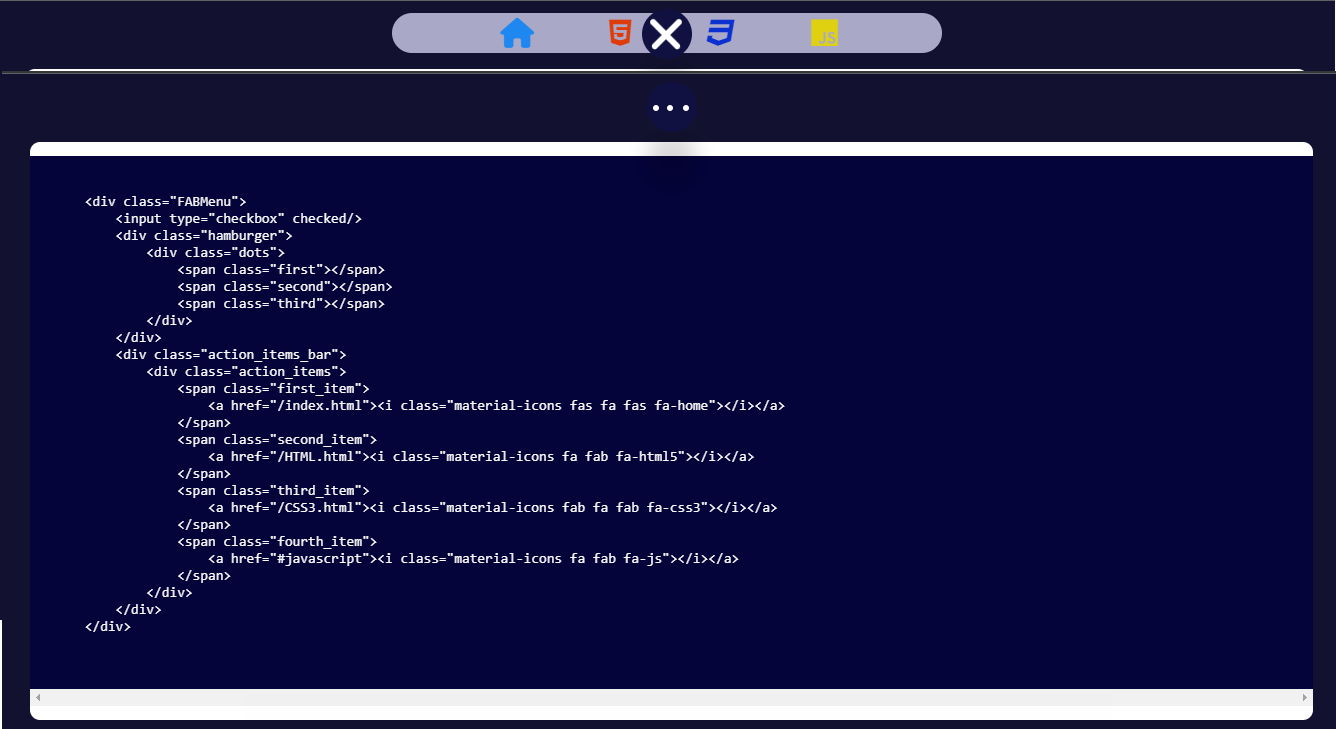 JS
<div class="FABMenu">
    <input type="checkbox" checked/>
    <div class="hamburger">
        <div class="dots">
            <span class="first"></span>
            <span class="second"></span>
            <span class="third"></span>
        </div>
    </div>
    <div class="action_items_bar">
        <div class="action_items">
            <span class="first_item">
                <a href="/index.html"><i class="material-icons fas fa fas fa-home"></i></a>
            </span>
            <span class="second_item">
                <a href="/HTML.html"><i class="material-icons fa fab fa-html5"></i></a>
            </span>
            <span class="third_item">
                <a href="/CSS3.html"><i class="material-icons fab fa fab fa-css3"></i></a>
            </span>
            <span class="fourth_item">
                <a href="#javascript"><i class="material-icons fa fab fa-js"></i></a>
            </span>
        </div>
    </div>
</div>